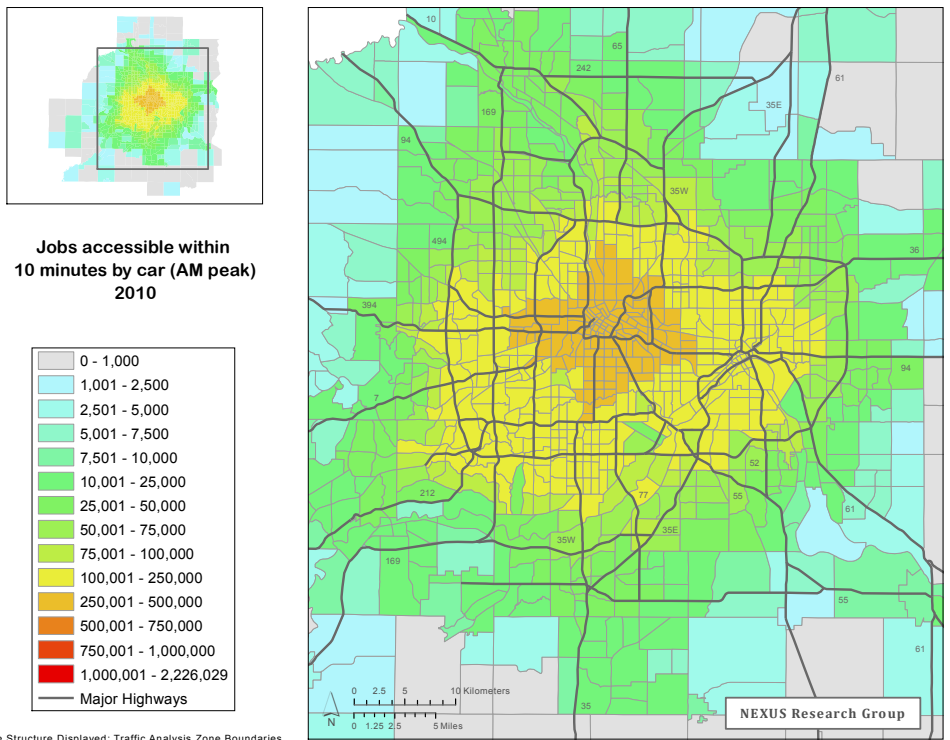 Jobs accessible within
10 minutes by car (AM peak)
2010
0 - 1,000
1,001 - 2,500
2,501 - 5,000
5,001 - 7,500
7,501 - 10,000
10,001 - 25,000
25,001 - 50,000
50,001 - 75,000
75,001 - 100,000
100,001 - 250,000
250,001 - 500,000
500,001 - 750,000
750,001 - 1,000,000
1,000,001 - 2,226,029
Major Highways
Structure Displayed: Traffic Analysis Zone Boundaries
10
65
242
61
35E
169
94
35W
494
36
394
94
7
52
212
77
55
61
35W
35E
169
55
61
35
0 2.5 5 10 Kilometers
0 1.25 2.5 5 Miles
N
NEXUS Research Group